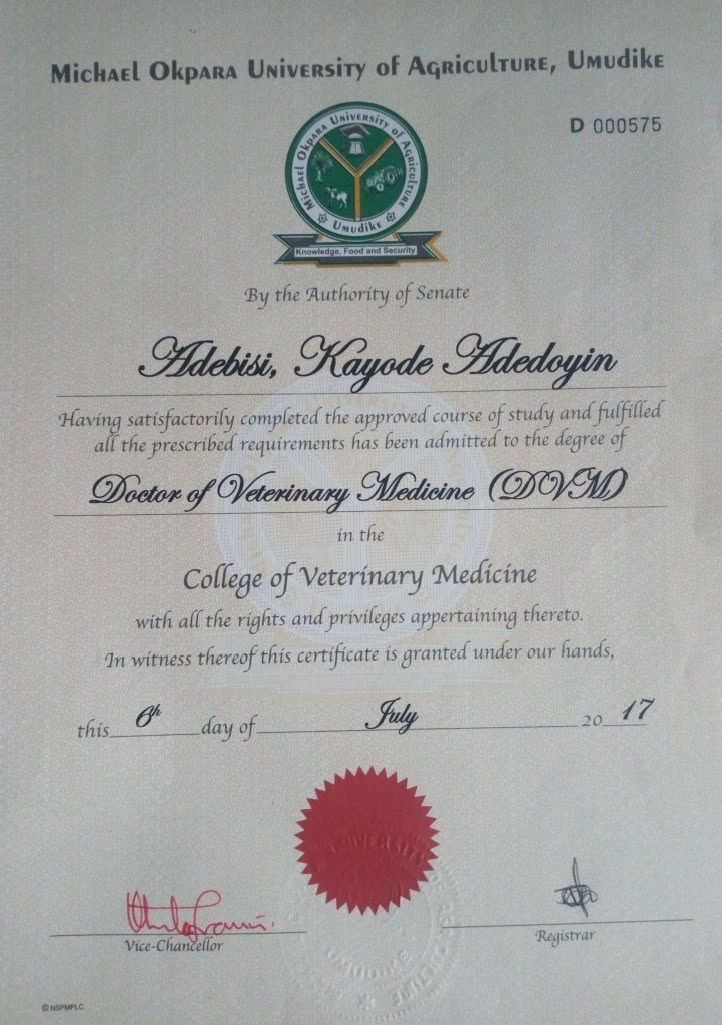 Michael Okpara University of Agriculture, Umudike
D 000575
Michael Okpara University of Agriculture
Umudike
Knowledge, Food and Security
By the Authority of Senate
Adebisi, Kayode Adedoyin
Having satisfactorily completed the approved course of study and fulfilled
all the prescribed requirements has been admitted to the degree of
Doctor of Veterinary Medicine (DVM)
in the
College of Veterinary Medicine
with all the rights and privileges appertaining thereto.
In witness thereof this certificate is granted under our hands,
this 6th day of July 2017
UNIVERSITY
UMUDIKE
Vice-Chancellor
Registrar
© NSPMPLC.